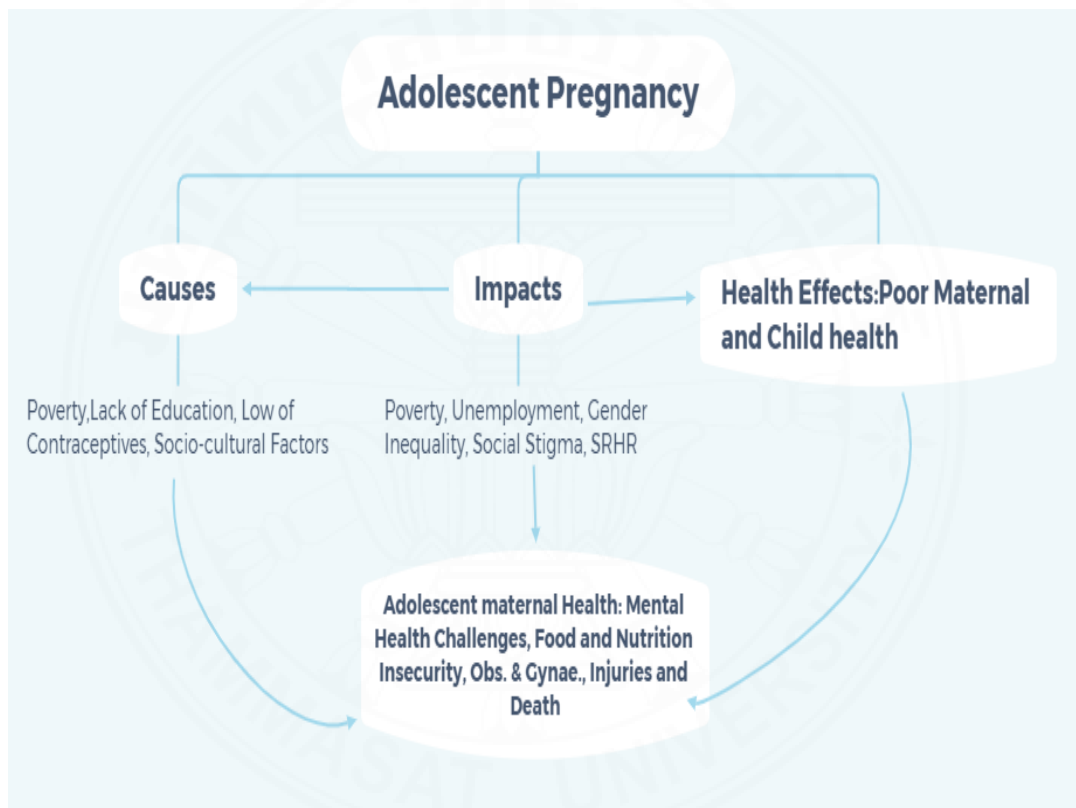 Adolescent Pregnancy
Causes
Impacts
Health Effects:Poor Maternal
and Child health
Poverty,Lack of Education, Low of
Contraceptives, Socio-cultural Factors
Poverty, Unemployment, Gender
Inequality, Social Stigma, SRHR
Adolescent maternal Health: Mental
Health Challenges, Food and Nutrition
Insecurity, Obs. & Gynae., Injuries and
Death
THAMMASAT UNIVERSITY